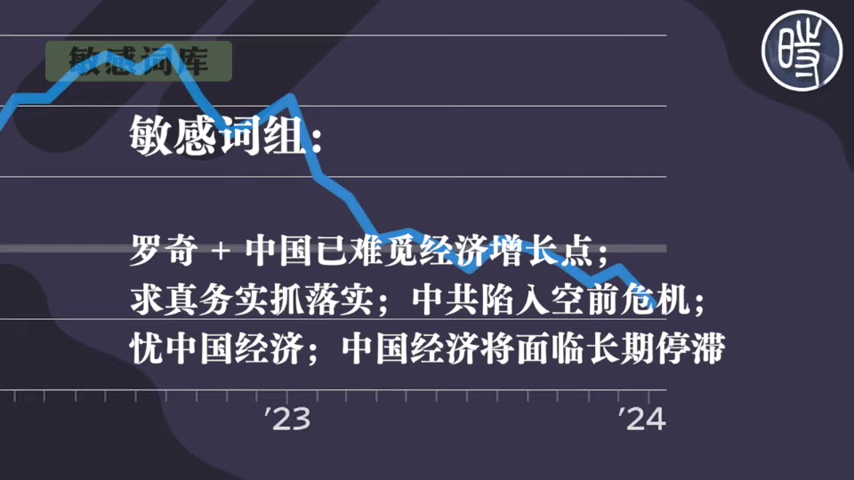 敏感词库
時
敏感词组：
罗奇 + 中国已难觅经济增长点；
求真务实抓落实；中共陷入空前危机；
忧中国经济；中国经济将面临长期停滞
'23
'24